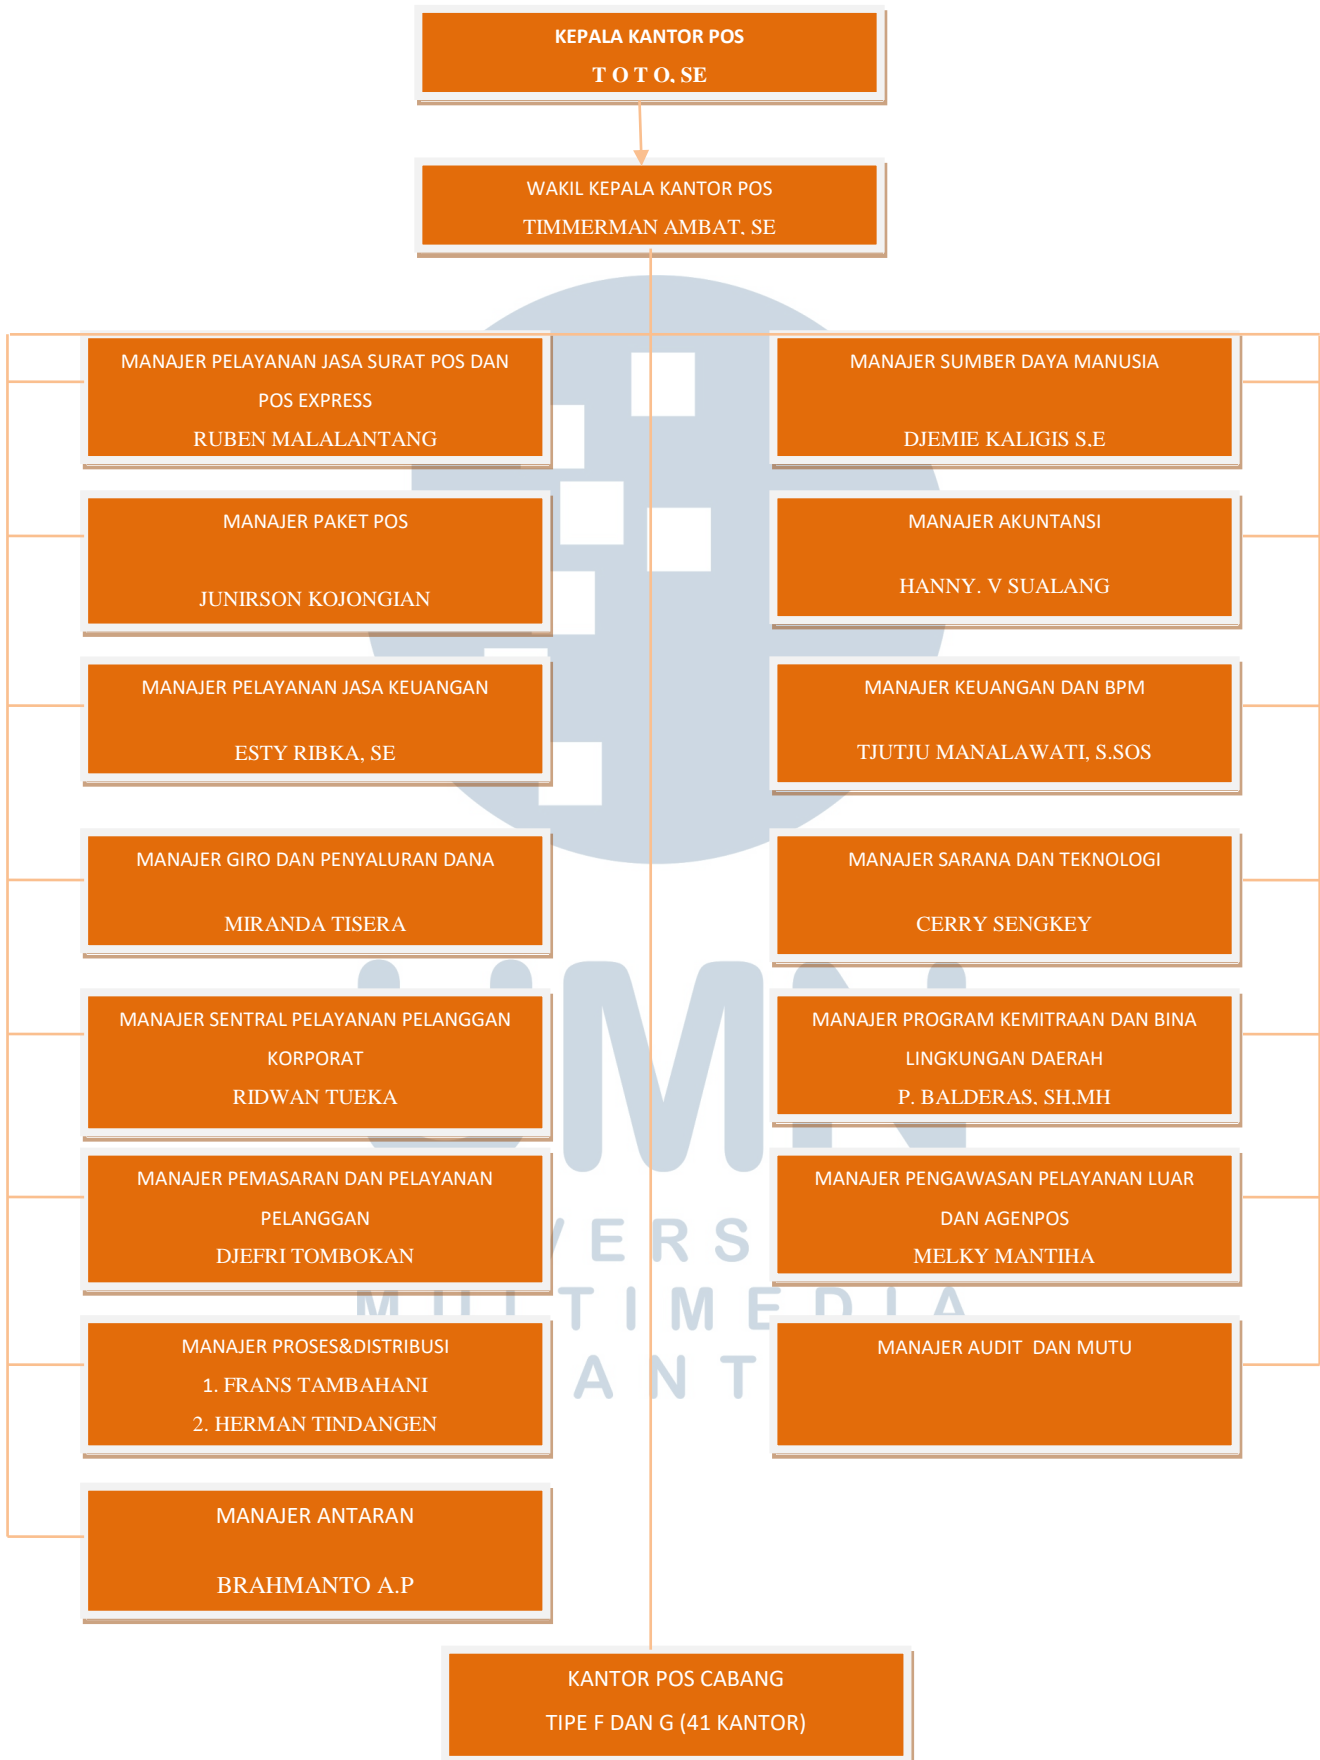 KEPALA KANTOR POS
T O T O, SE
WAKIL KEPALA KANTOR POS
TIMMERMAN AMBAT, SE
MANAJER PELAYANAN JASA SURAT POS DAN
POS EXPRESS
RUBEN MALALANTANG
MANAJER SUMBER DAYA MANUSIA
DJEMIE KALIGIS S,E
MANAJER PAKET POS
JUNIRSON KOJONGIAN
MANAJER AKUNTANSI
HANNY. V SUALANG
MANAJER PELAYANAN JASA KEUANGAN
ESTY RIBKA, SE
MANAJER KEUANGAN DAN BPM
TJUTJU MANALAWATI, S.SOS
MANAJER GIRO DAN PENYALURAN DANA
MIRANDA TISERA
MANAJER SARANA DAN TEKNOLOGI
CERRY SENGKEY
MANAJER SENTRAL PELAYANAN PELANGGAN
KORPORAT
RIDWAN TUEKA
MANAJER PROGRAM KEMITRAAN DAN BINA
LINGKUNGAN DAERAH
P. BALDERAS, SH,MH
MANAJER PEMASARAN DAN PELAYANAN
PELANGGAN
DJEFRI TOMBOKAN
MANAJER PENGAWASAN PELAYANAN LUAR
DAN AGENPOS
MELKY MANTIHA
MANAJER PROSES&DISTRIBUSI
1. FRANS TAMBAHANI
2. HERMAN TINDANGEN
MANAJER AUDIT DAN MUTU
MANAJER ANTARAN
BRAHMANTO A.P
KANTOR POS CABANG
TIPE F DAN G (41 KANTOR)
UMN
MULTIMEDIA